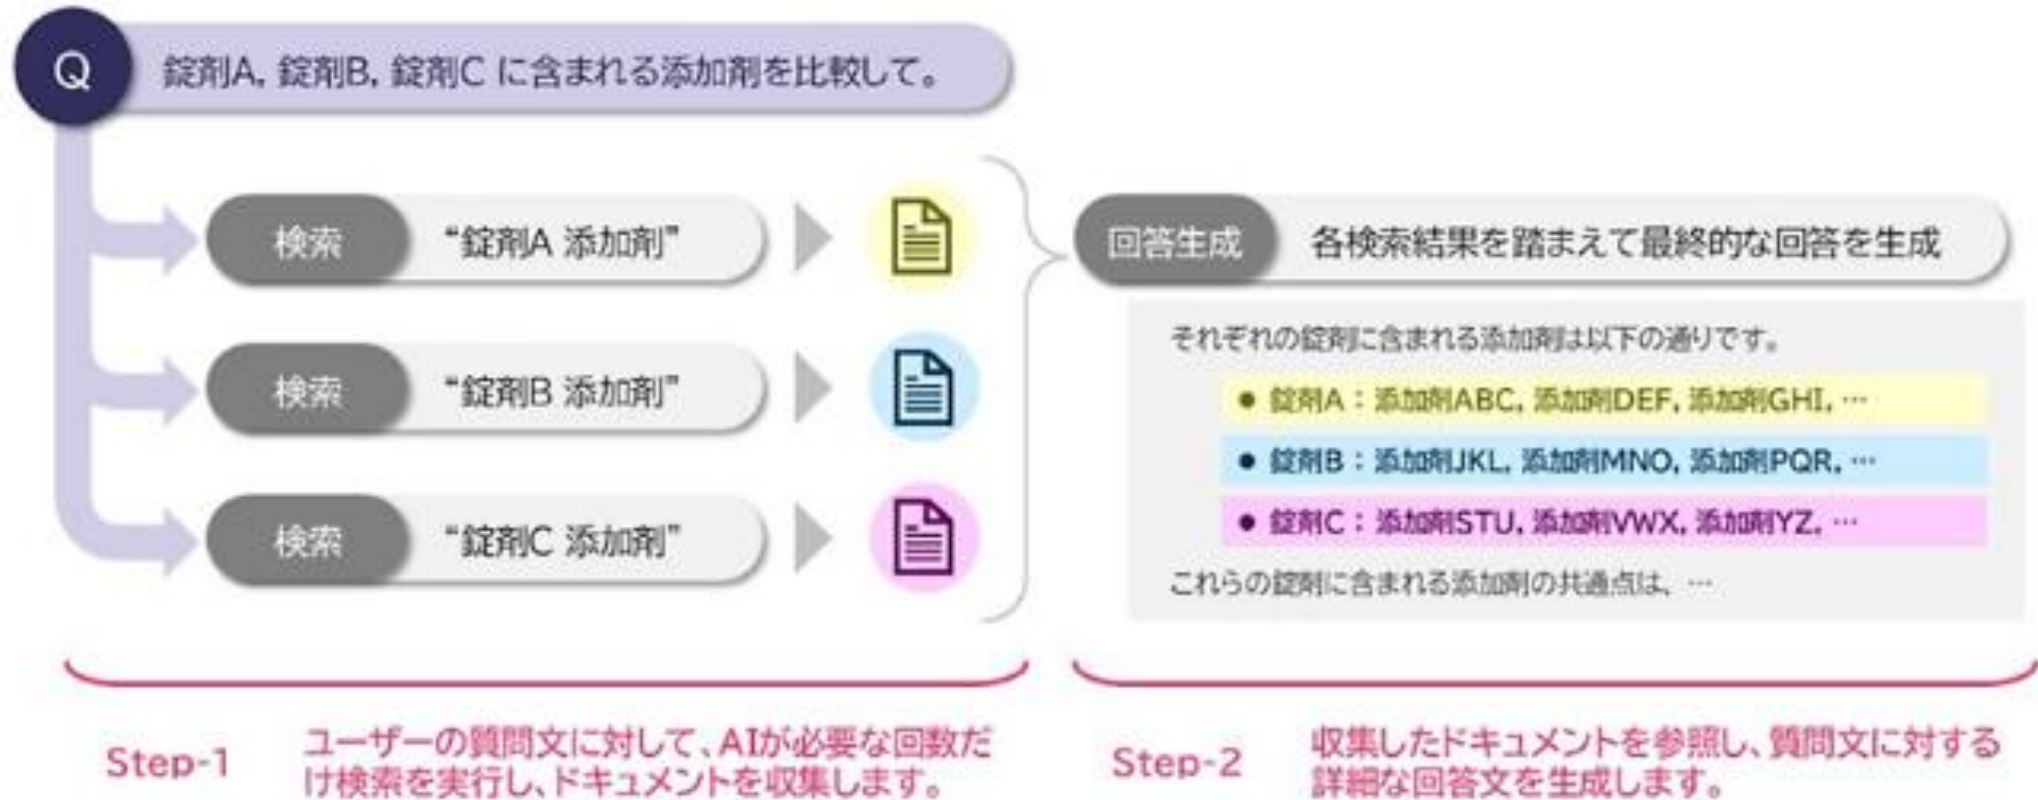 Q
錠剤A, 錠剤B, 錠剤C に含まれる添加剤を比較して。
検索 “錠剤A 添加剤”
検索 “錠剤B 添加剤”
検索 “錠剤C 添加剤”
回答生成 各検索結果を踏まえて最終的な回答を生成
それぞれの錠剤に含まれる添加剤は以下の通りです。
● 錠剤A：添加剤ABC, 添加剤DEF, 添加剤GHI, …
● 錠剤B：添加剤JKL, 添加剤MNO, 添加剤PQR, …
● 錠剤C：添加剤STU, 添加剤VWX, 添加剤YZ, …
これらの錠剤に含まれる添加剤の共通点は、…
Step-1
ユーザーの質問文に対して、AIが必要な回数だ
け検索を実行し、ドキュメントを収集します。
Step-2
収集したドキュメントを参照し、質問文に対する
詳細な回答文を生成します。